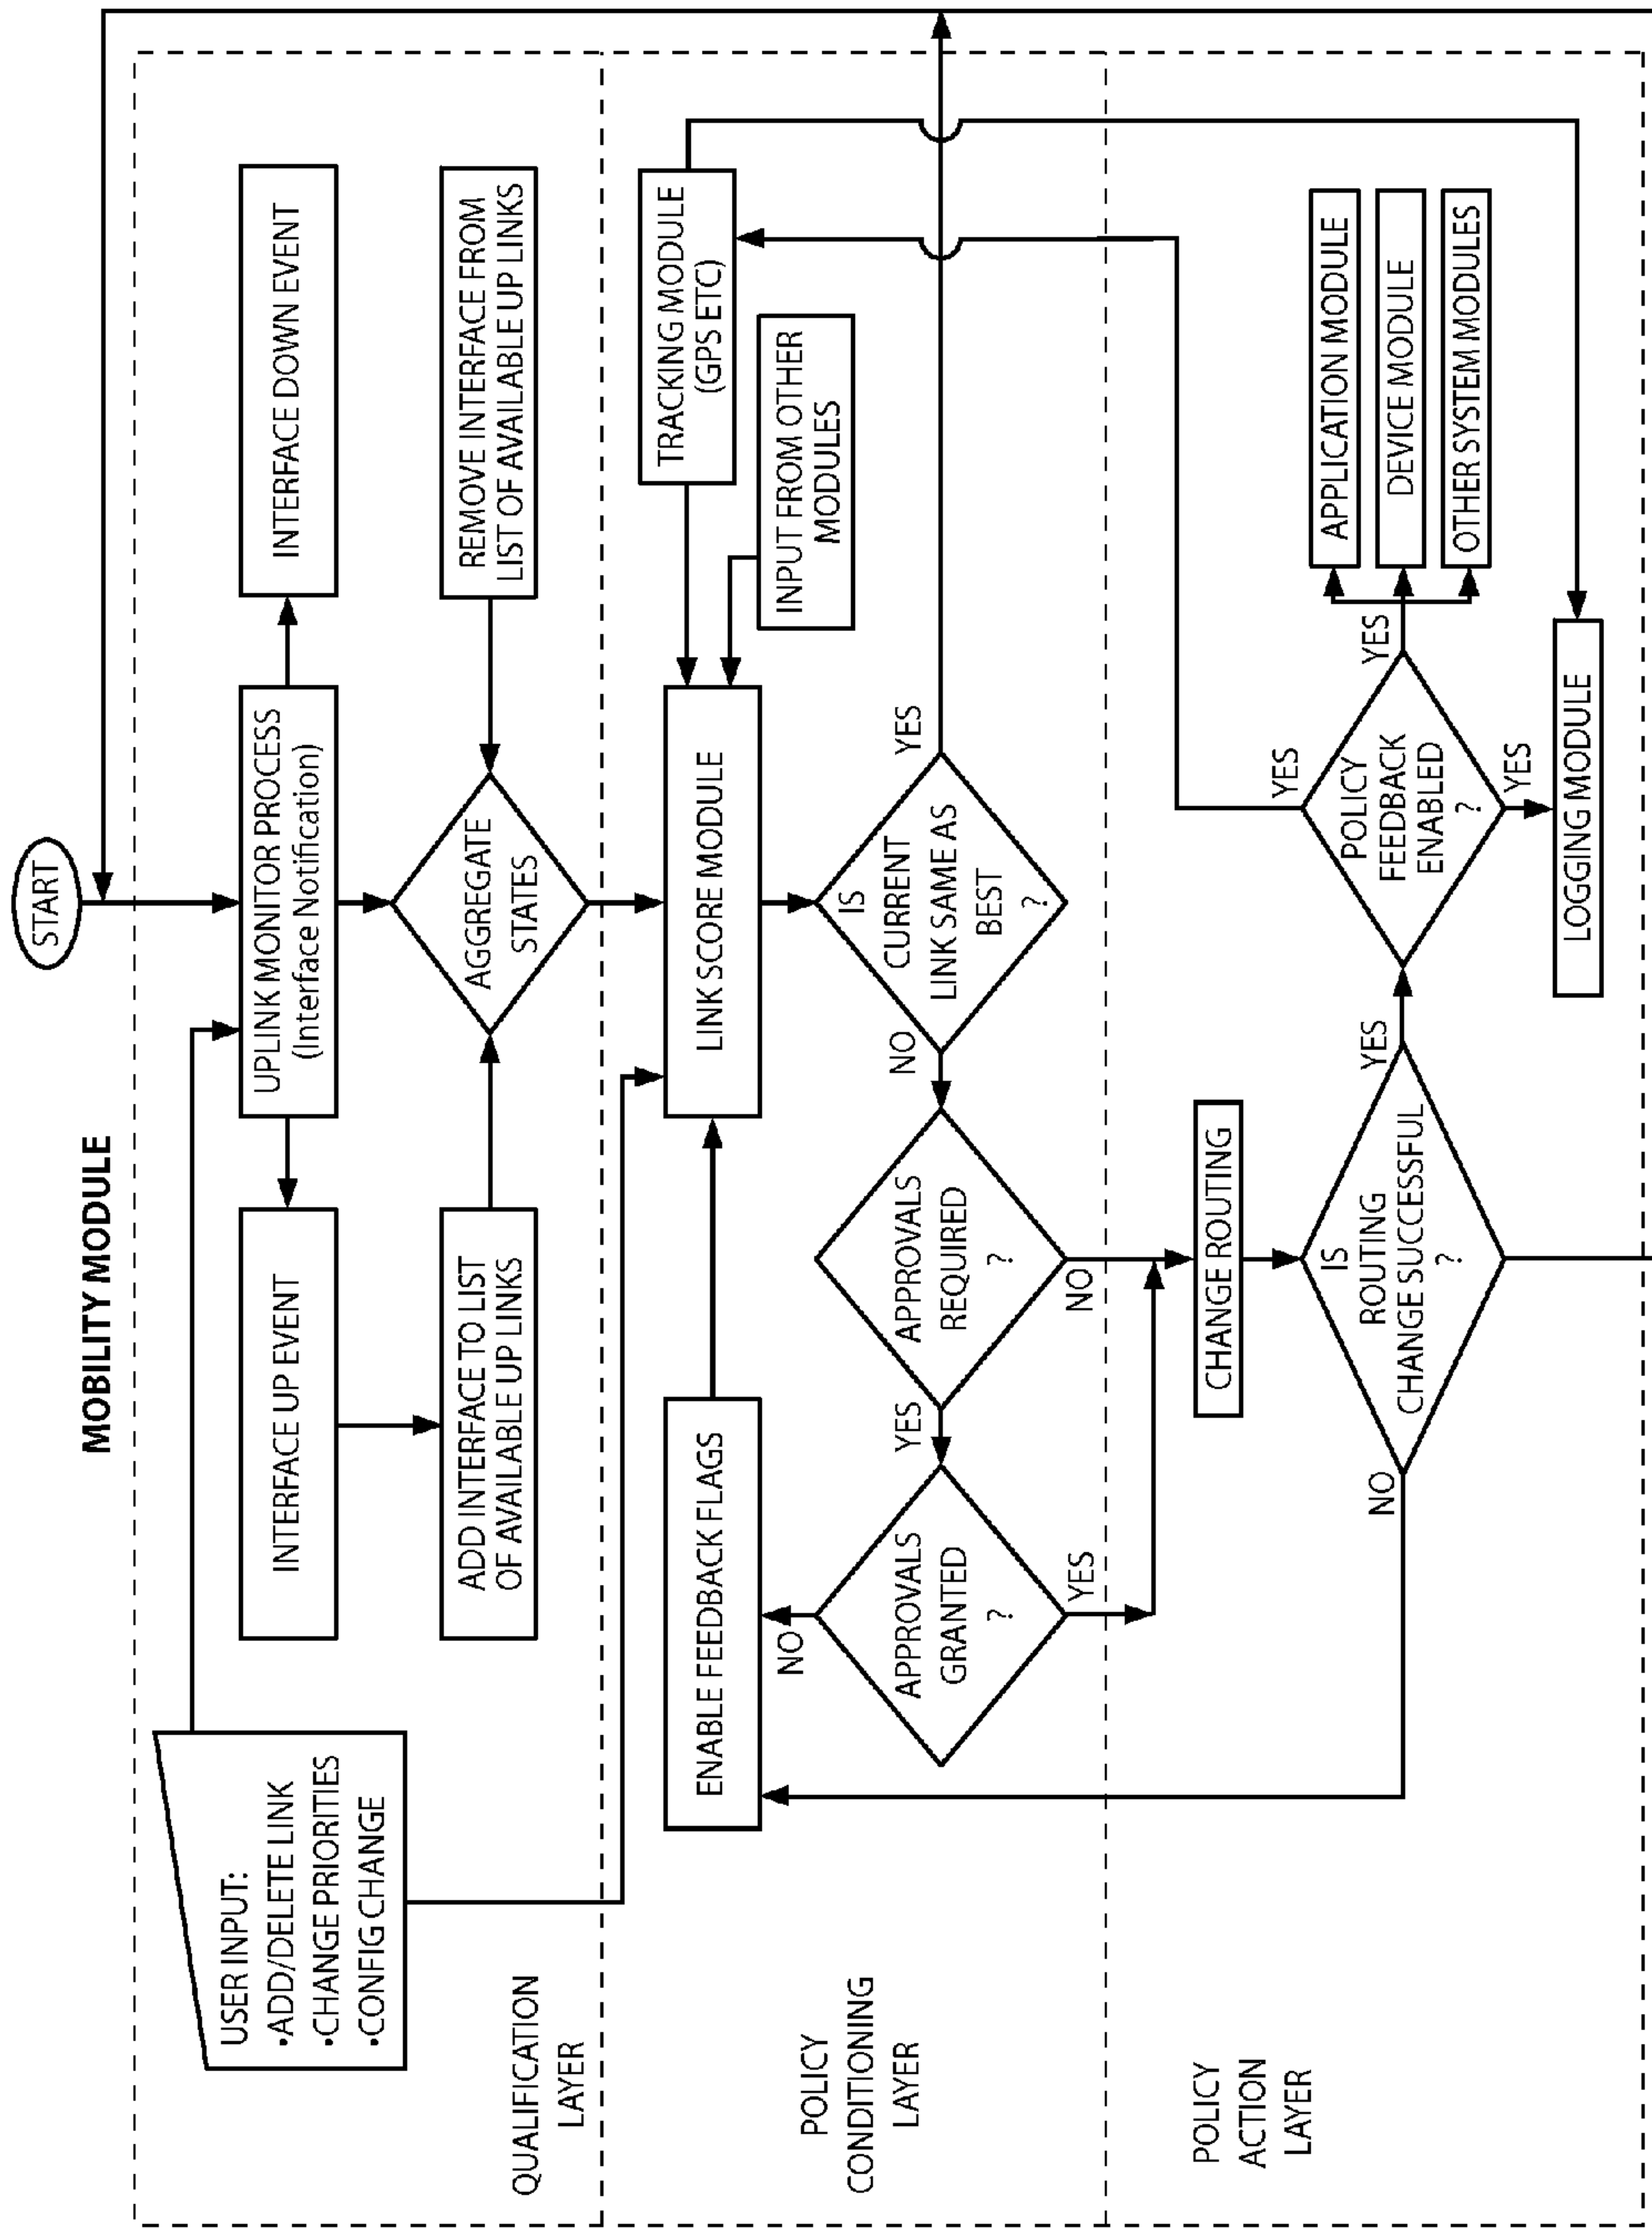 MOBILITY MODULE
START
USER INPUT:
•ADD/DELETE LINK
•CHANGE PRIORITIES
•CONFIG CHANGE
UPLINK MONITOR PROCESS
(Interface Notification)
INTERFACE UP EVENT
INTERFACE DOWN EVENT
ADD INTERFACE TO LIST
OF AVAILABLE UP LINKS
AGGREGATE
STATES
REMOVE INTERFACE FROM
LIST OF AVAILABLE UP LINKS
QUALIFICATION
LAYER
ENABLE FEEDBACK FLAGS
LINK SCORE MODULE
TRACKING MODULE
(GPS ETC)
INPUT FROM OTHER
MODULES
POLICY
CONDITIONING
LAYER
NO
APPROVALS
GRANTED
?
YES
YES
APPROVALS
REQUIRED
?
NO
NO
IS
CURRENT
LINK SAME AS
BEST
?
YES
POLICY
ACTION
LAYER
CHANGE ROUTING
NO
IS
ROUTING
CHANGE SUCCESSFUL
?
YES
YES
POLICY
FEEDBACK
ENABLED
?
YES
YES
APPLICATION MODULE
DEVICE MODULE
OTHER SYSTEM MODULES
LOGGING MODULE